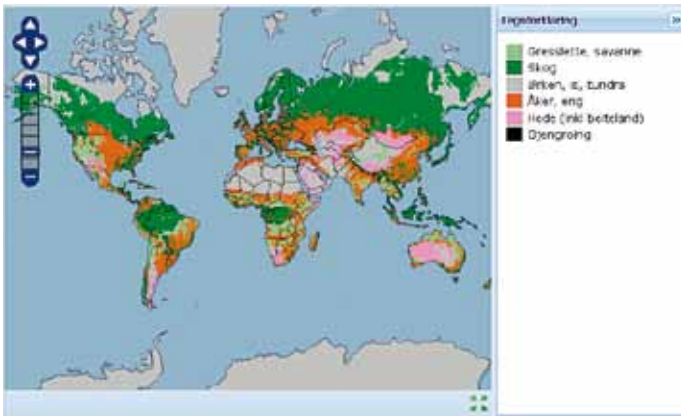 Tegnforklaring
Gresslette, savanne
Skog
Ørken, is, tundra
Åker, eng
Hede (inkl beiteland)
Gjengroing